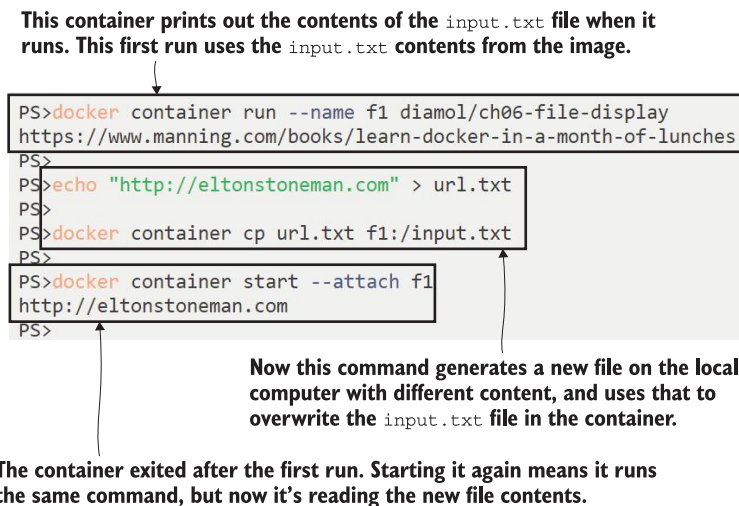 This container prints out the contents of the input.txt file when it
runs. This first run uses the input.txt contents from the image.
PS>docker container run --name f1 diamol/ch06-file-display
https://www.manning.com/books/learn-docker-in-a-month-of-lunches
PS>
PS>echo "http://eltonstoneman.com" > url.txt
PS>
PS>docker container cp url.txt f1:/input.txt
PS>
PS>docker container start --attach f1
http://eltonstoneman.com
PS>
Now this command generates a new file on the local
computer with different content, and uses that to
overwrite the input.txt file in the container.
The container exited after the first run. Starting it again means it runs
the same command, but now it's reading the new file contents.